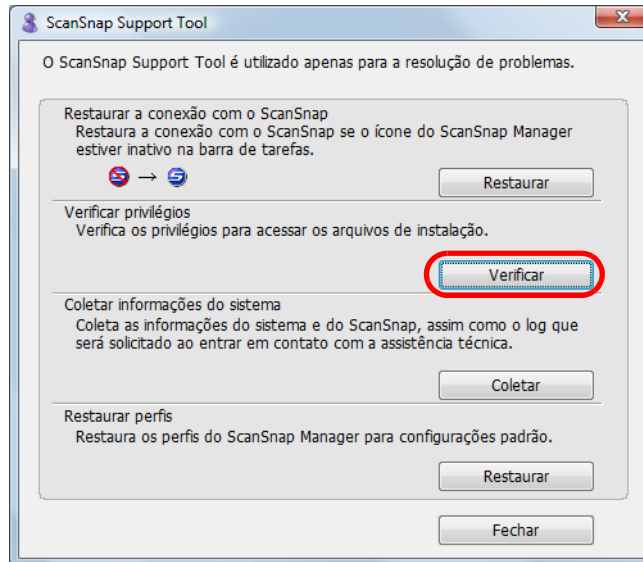 ScanSnap Support Tool
O ScanSnap Support Tool é utilizado apenas para a resolução de problemas.
Restaurar a conexão com o ScanSnap
Restaura a conexão com o ScanSnap se o ícone do ScanSnap Manager
estiver inativo na barra de tarefas.
→
Restaurar
Verificar privilégios
Verifica os privilégios para acessar os arquivos de instalação.
Verificar
Coletar informações do sistema
Coleta as informações do sistema e do ScanSnap, assim como o log que
será solicitado ao entrar em contato com a assistência técnica.
Coletar
Restaurar perfis
Restaura os perfis do ScanSnap Manager para configurações padrão.
Restaurar
Fechar